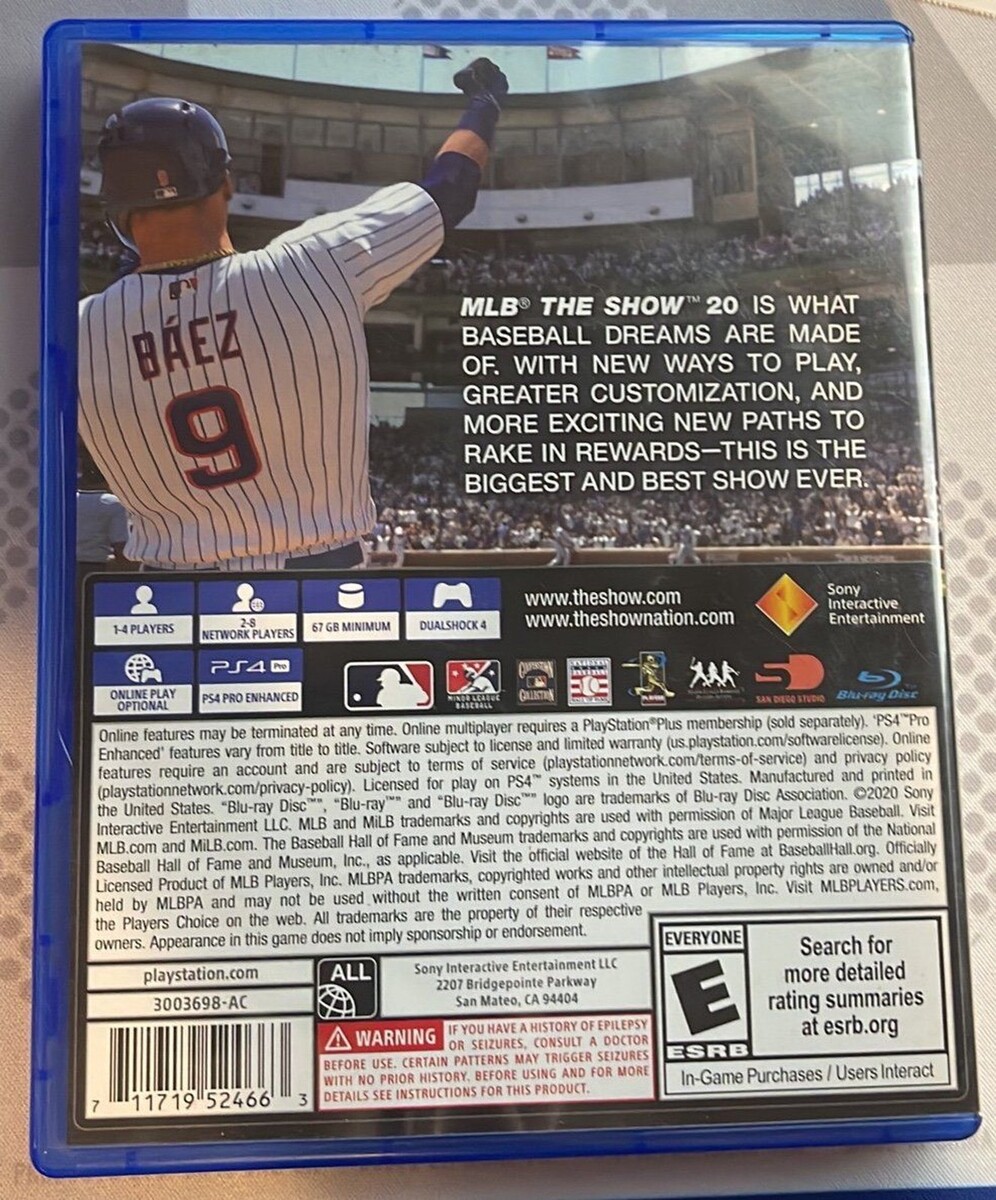 BÁEZ
9
MLB® THE SHOW™ 20 IS WHAT
BASEBALL DREAMS ARE MADE
OF. WITH NEW WAYS TO PLAY,
GREATER CUSTOMIZATION, AND
MORE EXCITING NEW PATHS TO
RAKE IN REWARDS—THIS IS THE
BIGGEST AND BEST SHOW EVER.
1-4 PLAYERS
2-8
NETWORK PLAYERS
67 GB MINIMUM
DUALSHOCK 4
www.theshow.com
www.theshownation.com
Sony
Interactive
Entertainment
ONLINE PLAY
OPTIONAL
PS4 Pro
PS4 PRO ENHANCED
MINOR LEAGUE
BASEBALL
COOPERSTOWN
COLLECTION
NATIONAL
BASEBALL
HALL OF FAME
SAN DIEGO STUDIO
Blu-ray Disc™
Online features may be terminated at any time. Online multiplayer requires a PlayStation®Plus membership (sold separately). 'PS4™Pro
Enhanced' features vary from title to title. Software subject to license and limited warranty (us.playstation.com/softwarelicense). Online
features require an account and are subject to terms of service (playstationnetwork.com/terms-of-service) and privacy policy
(playstationnetwork.com/privacy-policy). Licensed for play on PS4™ systems in the United States. Manufactured and printed in
the United States. "Blu-ray Disc™", "Blu-ray™" and "Blu-ray Disc™" logo are trademarks of Blu-ray Disc Association. ©2020 Sony
Interactive Entertainment LLC. MLB and MiLB trademarks and copyrights are used with permission of Major League Baseball. Visit
MLB.com and MiLB.com. The Baseball Hall of Fame and Museum trademarks and copyrights are used with permission of the National
Baseball Hall of Fame and Museum, Inc., as applicable. Visit the official website of the Hall of Fame at BaseballHall.org. Officially
Licensed Product of MLB Players, Inc. MLBPA trademarks, copyrighted works and other intellectual property rights are owned and/or
held by MLBPA and may not be used without the written consent of MLBPA or MLB Players, Inc. Visit MLBPLAYERS.com,
the Players Choice on the web. All trademarks are the property of their respective
owners. Appearance in this game does not imply sponsorship or endorsement.
playstation.com
3003698-AC
7 11719 52466 3
ALL
Sony Interactive Entertainment LLC
2207 Bridgepointe Parkway
San Mateo, CA 94404
WARNING IF YOU HAVE A HISTORY OF EPILEPSY
OR SEIZURES, CONSULT A DOCTOR
BEFORE USE. CERTAIN PATTERNS MAY TRIGGER SEIZURES
WITH NO PRIOR HISTORY. BEFORE USING AND FOR MORE
DETAILS SEE INSTRUCTIONS FOR THIS PRODUCT.
EVERYONE
E
ESRB
Search for
more detailed
rating summaries
at esrb.org
In-Game Purchases / Users Interact